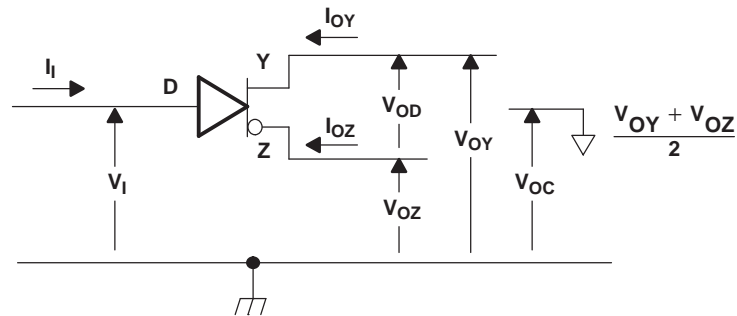 I_OY
I_I
D
Y
I_OZ
Z
V_OD
V_OY
V_OY + V_OZ
2
V_I
V_OZ
V_OC